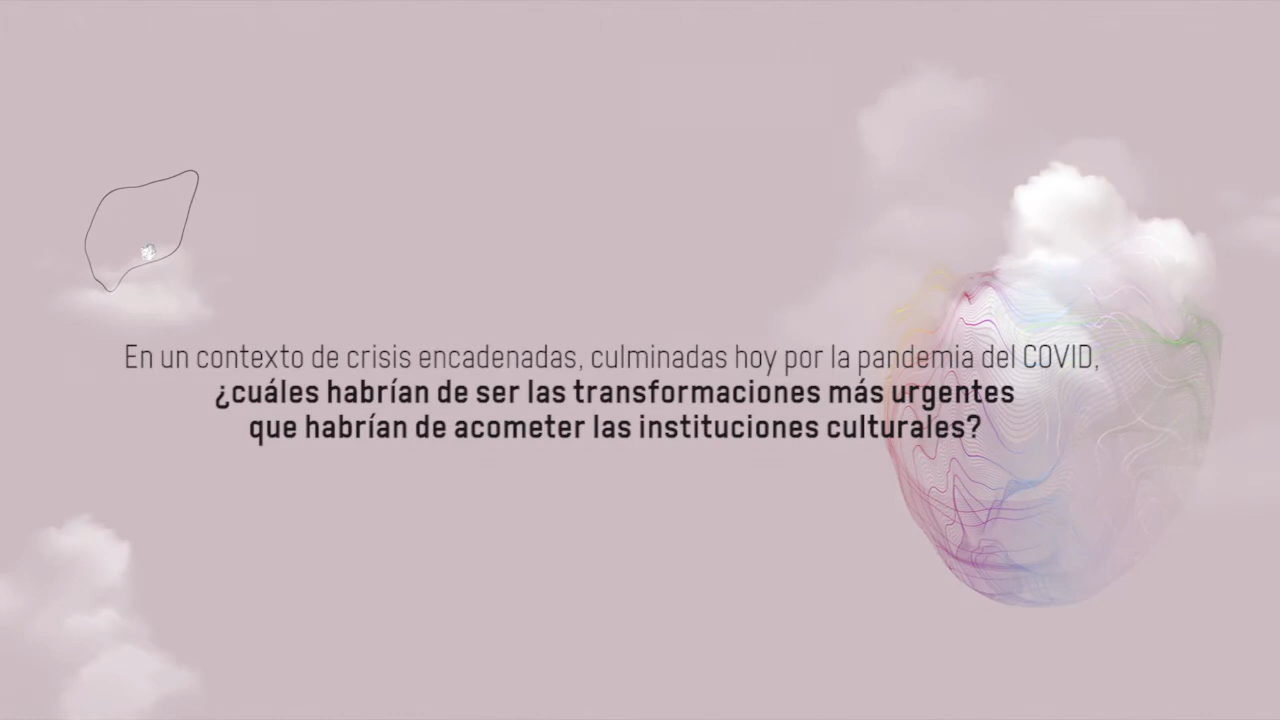 En un contexto de crisis encadenadas, culminadas hoy por la pandemia del COVID,
¿cuáles habrían de ser las transformaciones más urgentes
que habrían de acometer las instituciones culturales?